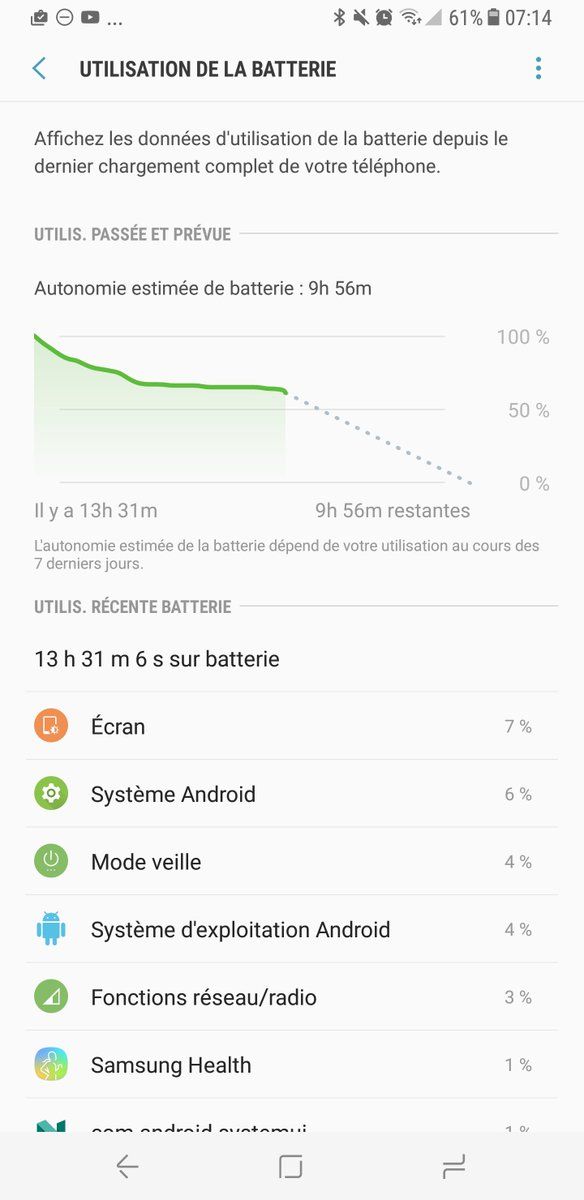 ... 61% 07:14
UTILISATION DE LA BATTERIE
Affichez les données d'utilisation de la batterie depuis le
dernier chargement complet de votre téléphone.
UTILIS. PASSÉE ET PRÉVUE
Autonomie estimée de batterie : 9h 56m
100 %
50 %
0 %
Il y a 13h 31m 9h 56m restantes
L'autonomie estimée de la batterie dépend de votre utilisation au cours des
7 derniers jours.
UTILIS. RÉCENTE BATTERIE
13 h 31 m 6 s sur batterie
Écran 7 %
Système Android 6 %
Mode veille 4 %
Système d'exploitation Android 4 %
Fonctions réseau/radio 3 %
Samsung Health 1 %
com.android.systemui 1 %